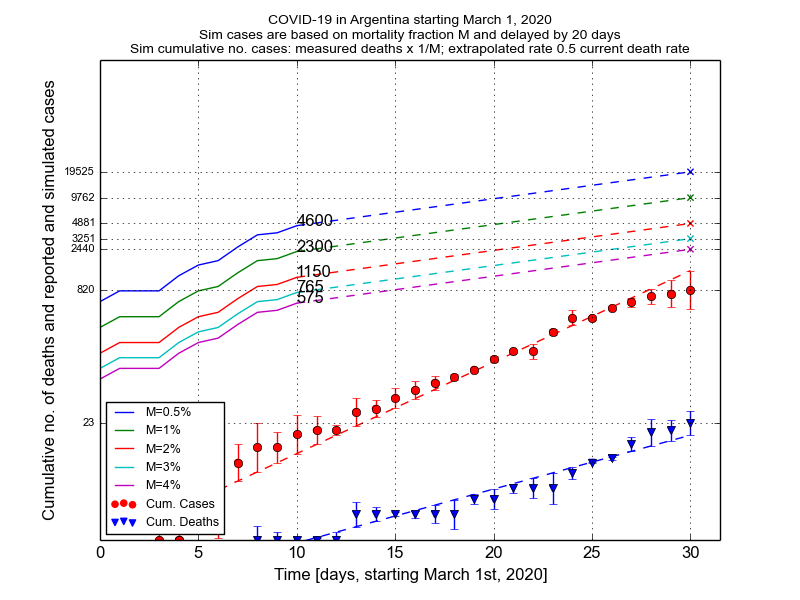 COVID-19 in Argentina starting March 1, 2020
Sim cases are based on mortality fraction M and delayed by 20 days
Sim cumulative no. cases: measured deaths x 1/M; extrapolated rate 0.5 current death rate
Cumulative no. of deaths and reported and simulated cases
19525
9762
4881
3251
2440
820
23
4600
2300
1150
765
575
M=0.5%
M=1%
M=2%
M=3%
M=4%
Cum. Cases
Cum. Deaths
0 5 10 15 20 25 30
Time [days, starting March 1st, 2020]